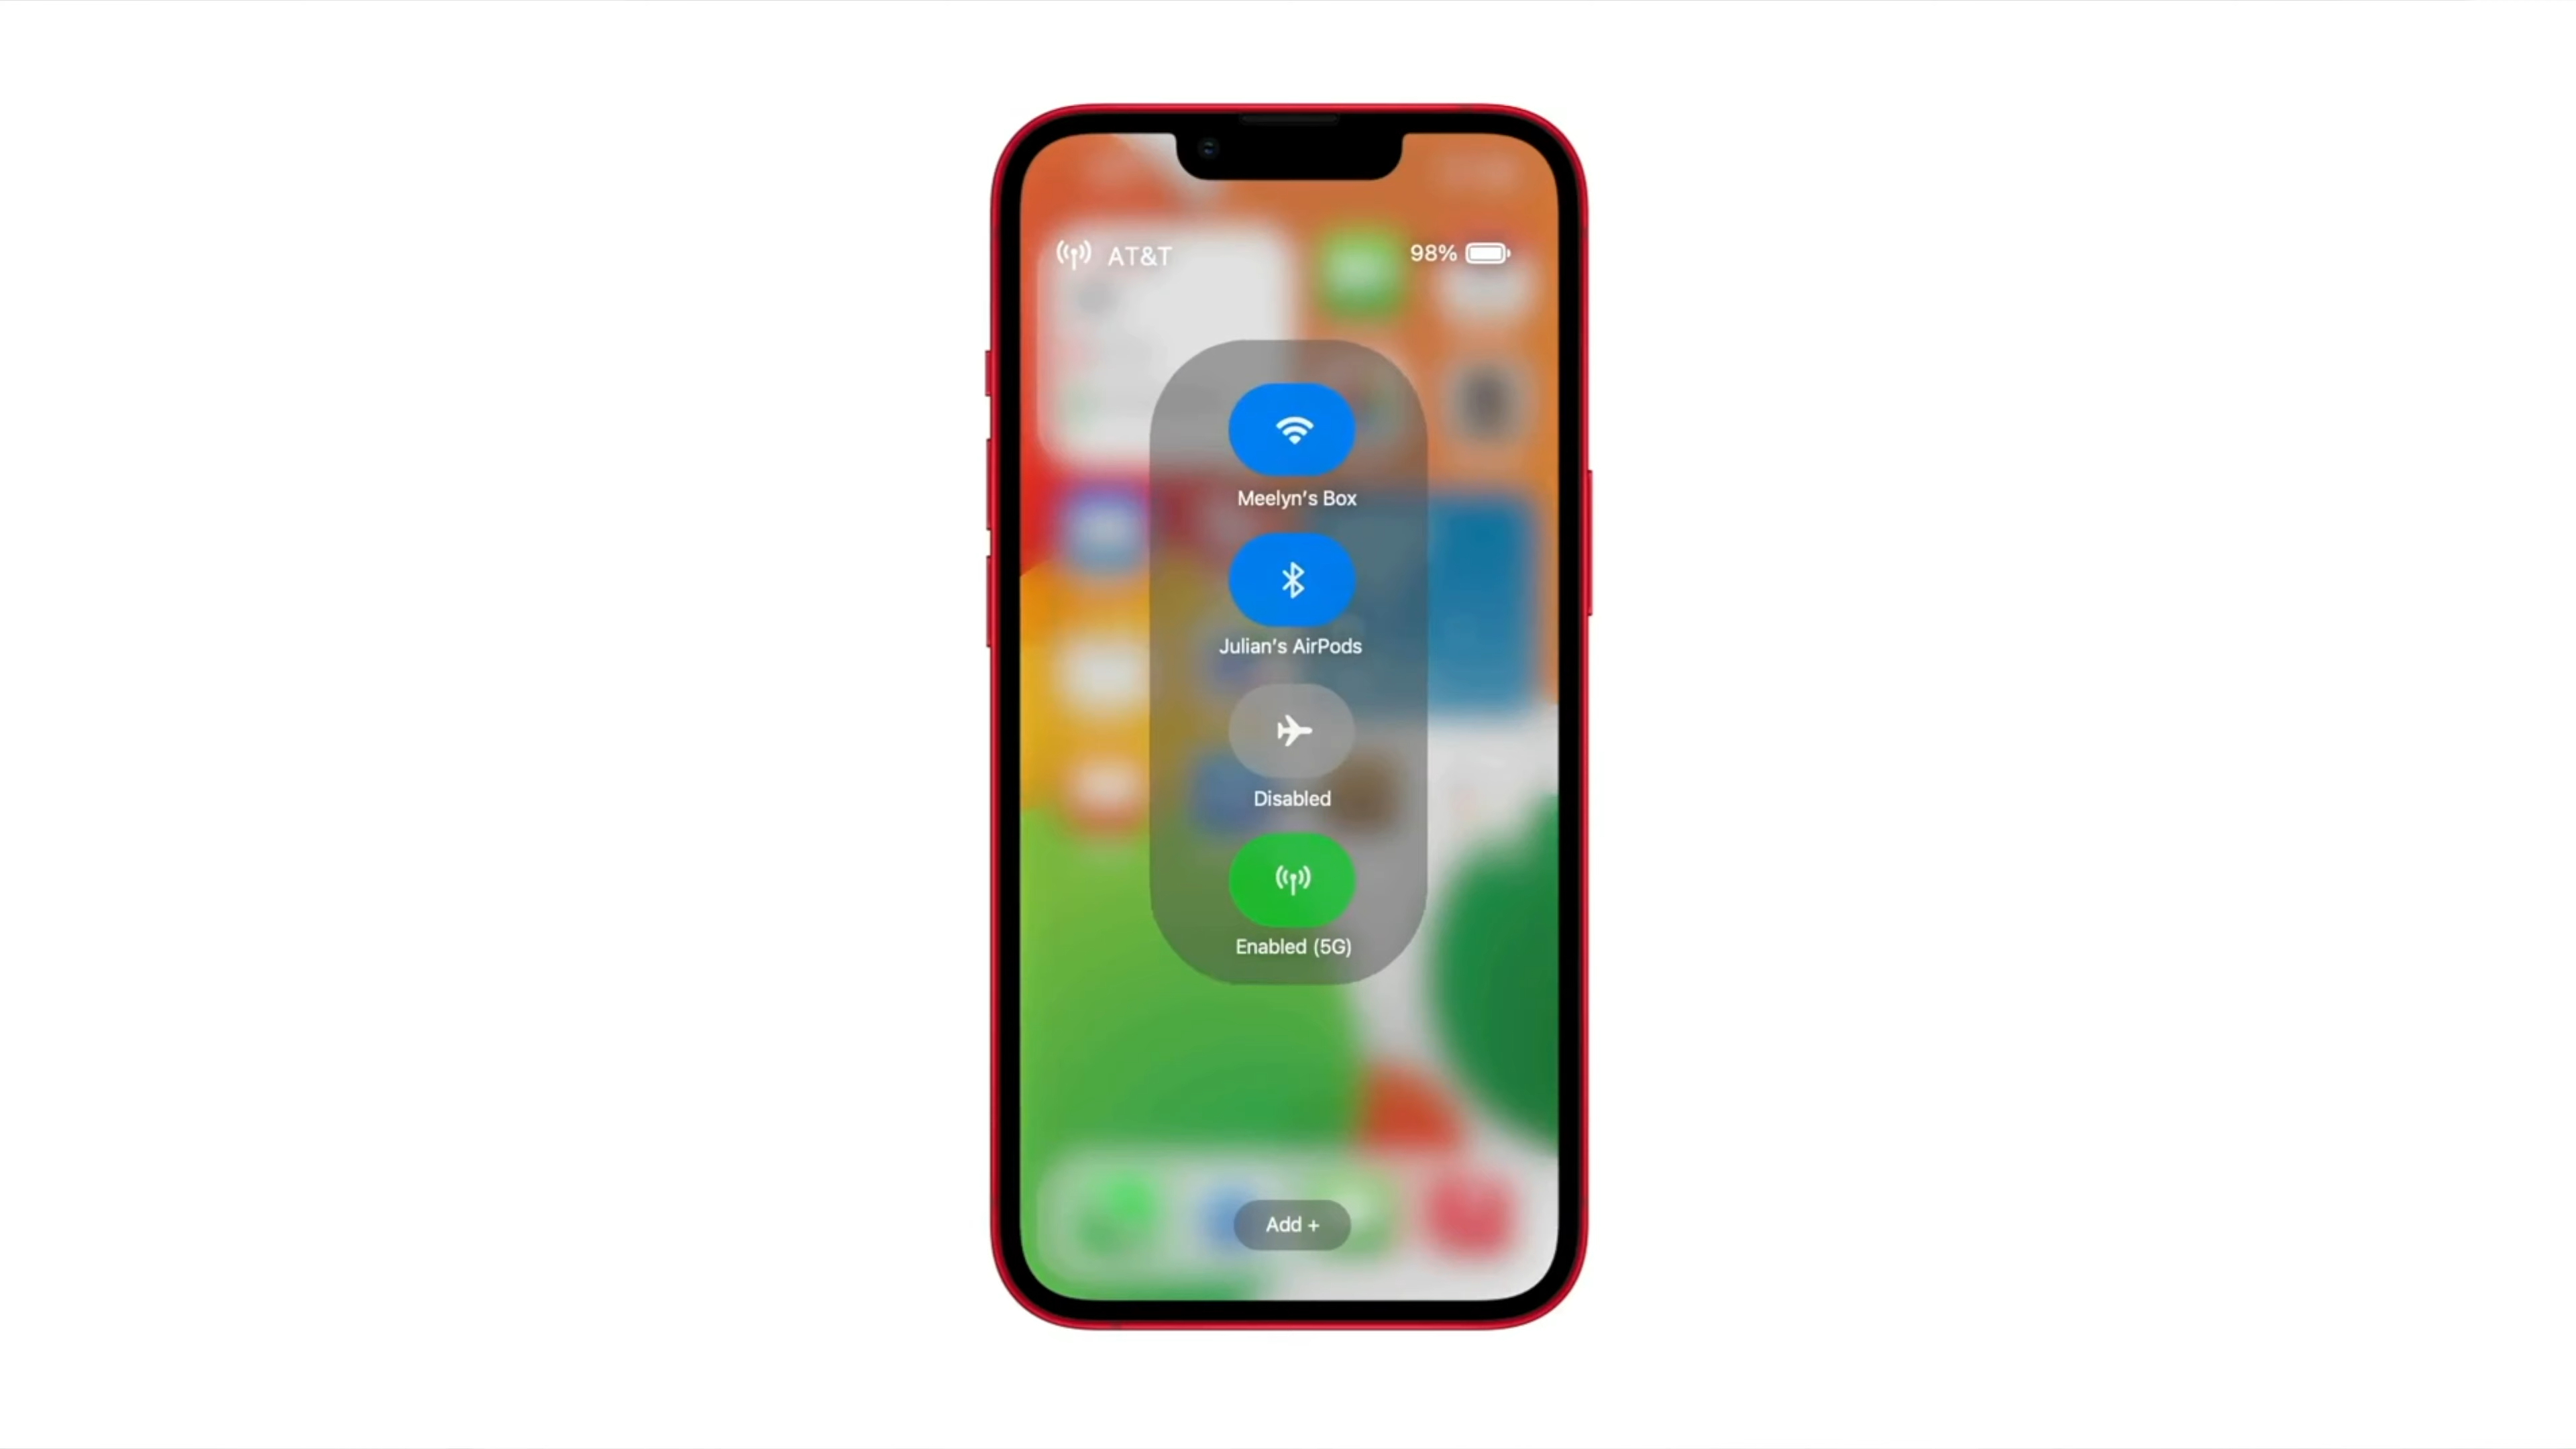 AT&T
98%
Meelyn's Box
Julian's AirPods
Disabled
Enabled (5G)
Add +